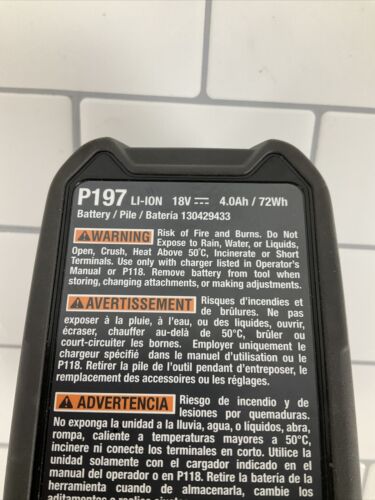 P197 LI-ION 18V ⎓ 4.0Ah / 72Wh
Battery / Pile / Batería 130429433
WARNING Risk of Fire and Burns. Do Not
Expose to Rain, Water, or Liquids,
Open, Crush, Heat Above 50°C, Incinerate or Short
Terminals. Use only with charger listed in Operator's
Manual or P118. Remove battery from tool when
storing, changing attachments, or making adjustments.
AVERTISSEMENT Risques d'incendies et
de brûlures. Ne pas
exposer à la pluie, à l'eau, ou des liquides, ouvrir,
écraser, chauffer au-delà de 50°C, brûler ou
court-circuiter les bornes. Employer uniquement le
chargeur spécifié dans le manuel d'utilisation ou le
P118. Retirer la pile de l'outil pendant d'entreposer, le
remplacement des accesoires ou les réglages.
ADVERTENCIA Riesgo de incendio y de
lesiones por quemaduras.
No exponga la unidad a la lluvia, agua, o líquidos, abra,
rompa, caliente a temperaturas mayores a 50°C,
incinere ni conecte los terminales en corto. Utilice la
unidad solamente con el cargador indicado en el
manual de operación o en P118. Retire la batería de la
herramienta cuando de almacenarla, cambie los